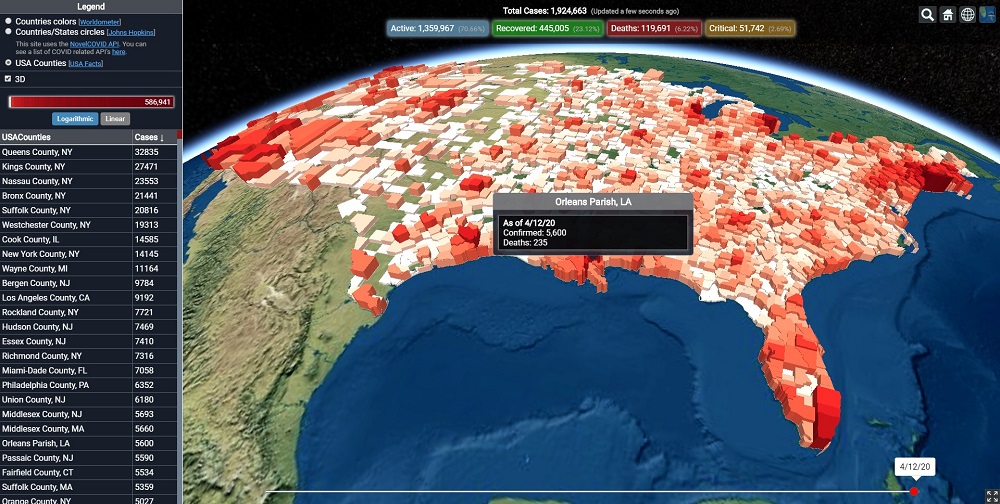 Legend
Countries colors [Worldometer]
Countries/States circles [Johns Hopkins]
This site uses the NovelCOVID API. You can
see a list of COVID related API's here.
USA Counties [USA Facts]
3D
586,941
Logarithmic Linear
USACounties Cases ↓
Queens County, NY 32835
Kings County, NY 27471
Nassau County, NY 23553
Bronx County, NY 21441
Suffolk County, NY 20816
Westchester County, NY 19313
Cook County, IL 14585
New York County, NY 14145
Wayne County, MI 11164
Bergen County, NJ 9784
Los Angeles County, CA 9192
Rockland County, NY 7721
Hudson County, NJ 7469
Essex County, NJ 7410
Richmond County, NY 7316
Miami-Dade County, FL 7058
Philadelphia County, PA 6352
Union County, NJ 6180
Middlesex County, NJ 5693
Middlesex County, MA 5660
Orleans Parish, LA 5600
Passaic County, NJ 5590
Fairfield County, CT 5534
Suffolk County, MA 5359
Orange County, NY 5027
Total Cases: 1,924,663 (Updated a few seconds ago)
Active: 1,359,967 (70.66%) Recovered: 445,005 (23.12%) Deaths: 119,691 (6.22%) Critical: 51,742 (2.69%)
Orleans Parish, LA
As of 4/12/20
Confirmed: 5,600
Deaths: 235
4/12/20